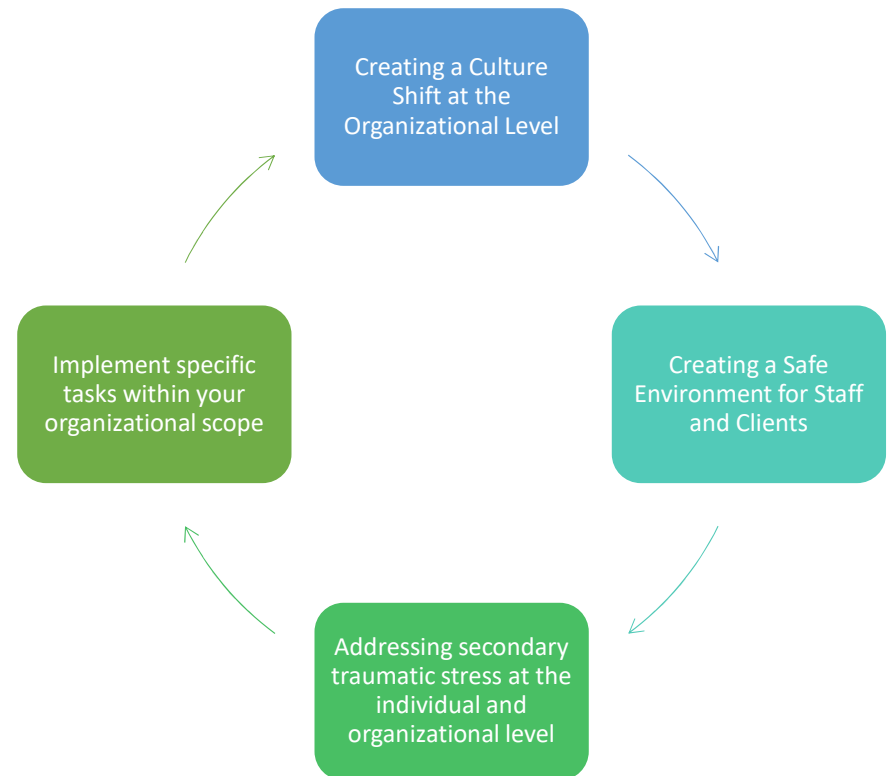 Creating a Culture
Shift at the
Organizational Level
Creating a Safe
Environment for Staff
and Clients
Addressing secondary
traumatic stress at the
individual and
organizational level
Implement specific
tasks within your
organizational scope